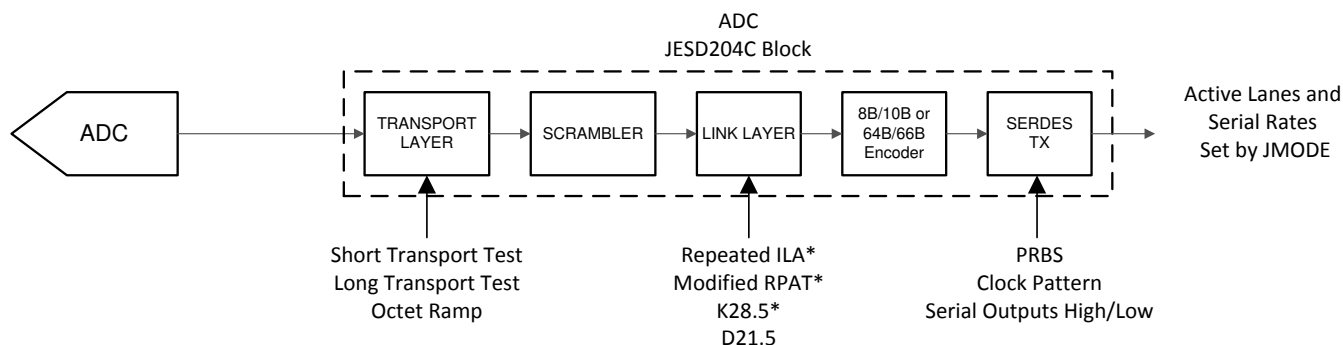 ADC
JESD204C Block
ADC
TRANSPORT
LAYER
SCRAMBLER
LINK LAYER
8B/10B or
64B/66B
Encoder
SERDES
TX
Active Lanes and
Serial Rates
Set by JMODE
Short Transport Test
Long Transport Test
Octet Ramp
Repeated ILA*
Modified RPAT*
K28.5*
D21.5
PRBS
Clock Pattern
Serial Outputs High/Low